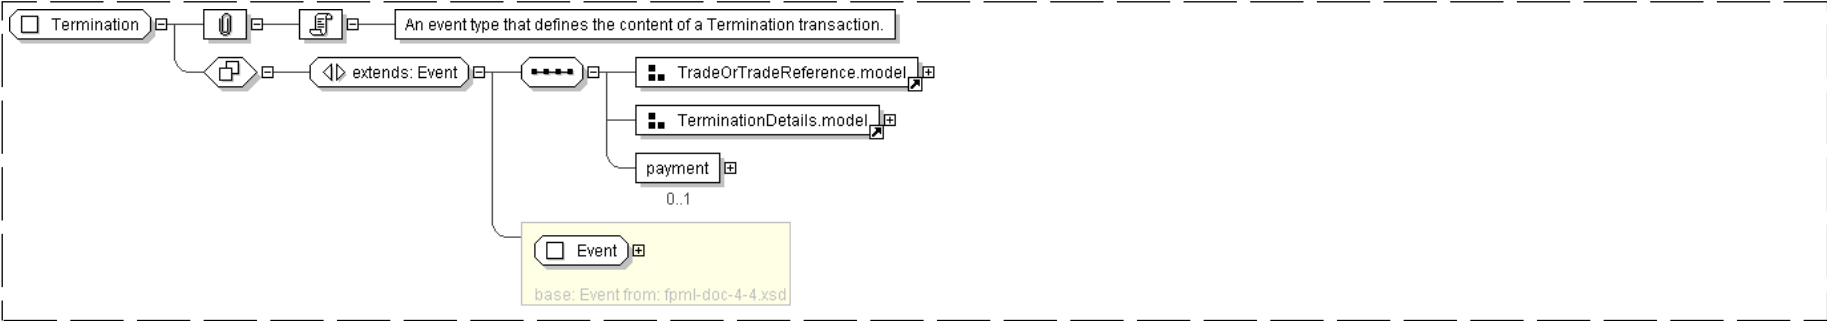 Termination
An event type that defines the content of a Termination transaction.
extends: Event
TradeOrTradeReference.model
TerminationDetails.model
payment
0..1
Event
base: Event from: fpml-doc-4-4.xsd